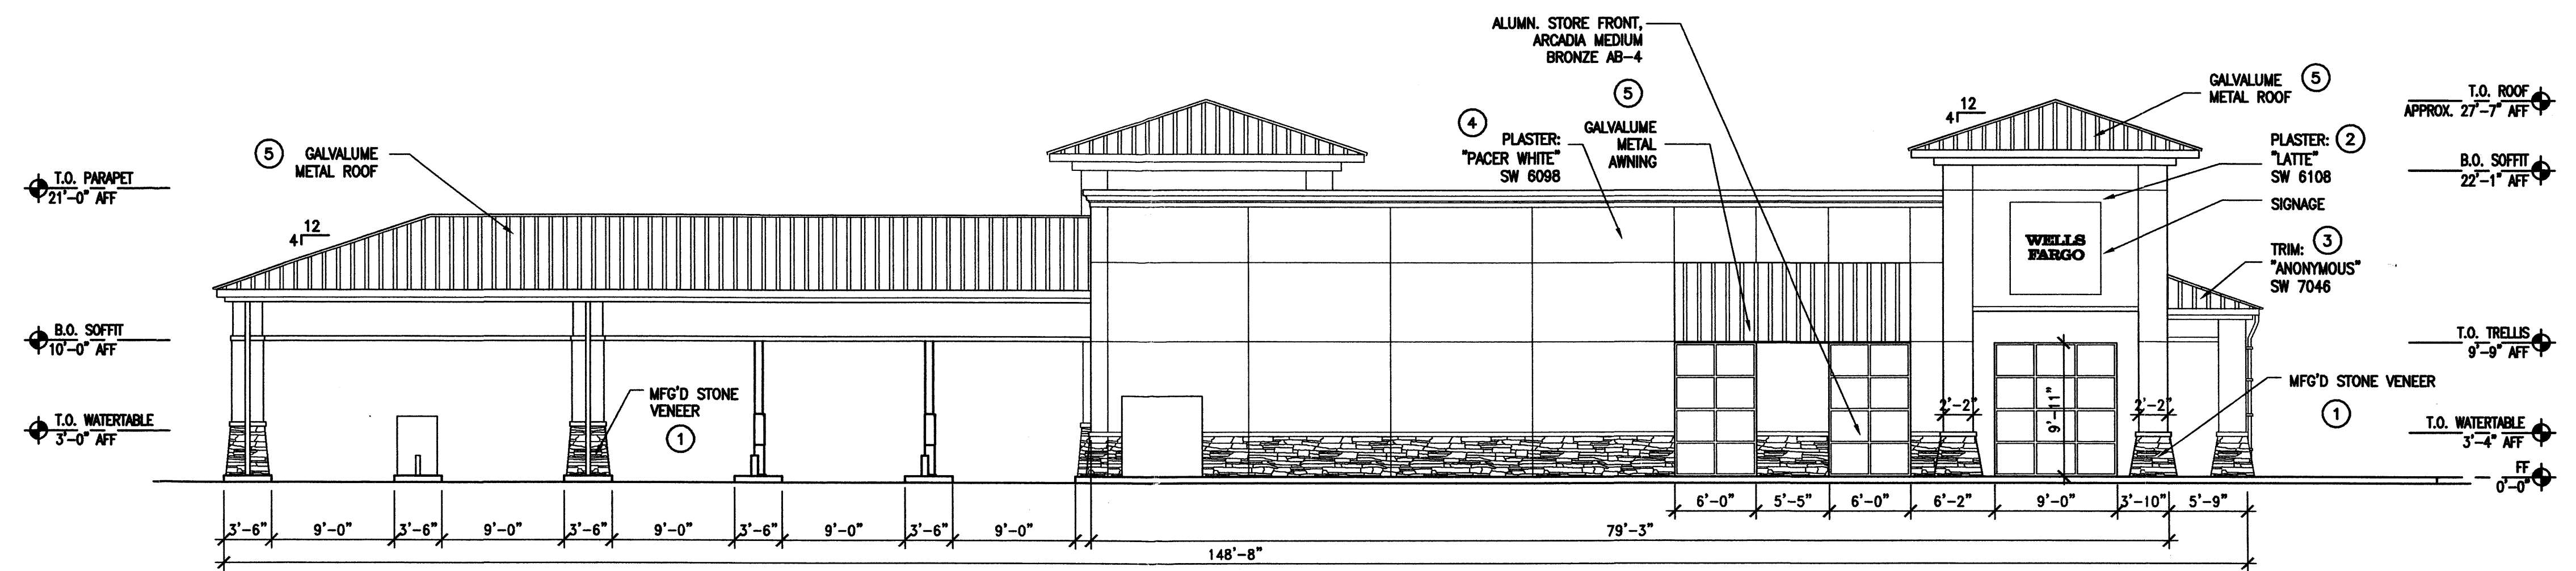 ALUMN. STORE FRONT,
ARCADIA MEDIUM
BRONZE AB-4
5
GALVALUME
METAL
AWNING
4
PLASTER:
"PACER WHITE"
SW 6098
5
GALVALUME
METAL ROOF
12
4
5
GALVALUME
METAL ROOF
12
4
T.O. ROOF
APPROX. 27'-7" AFF
PLASTER:
2
"LATTE"
SW 6108
B.O. SOFFIT
22'-1" AFF
SIGNAGE
WELLS
FARGO
TRIM:
3
"ANONYMOUS"
SW 7046
T.O. PARAPET
21'-0" AFF
B.O. SOFFIT
10'-0" AFF
T.O. WATERTABLE
3'-0" AFF
MFG'D STONE
VENEER
1
T.O. TRELLIS
9'-9" AFF
MFG'D STONE VENEER
1
T.O. WATERTABLE
3'-4" AFF
FF
0'-0"
2'-2"
9'-11"
2'-2"
6'-0"
5'-5"
6'-0"
6'-2"
9'-0"
3'-10"
5'-9"
3'-6"
9'-0"
3'-6"
9'-0"
3'-6"
9'-0"
3'-6"
9'-0"
3'-6"
9'-0"
79'-3"
148'-8"